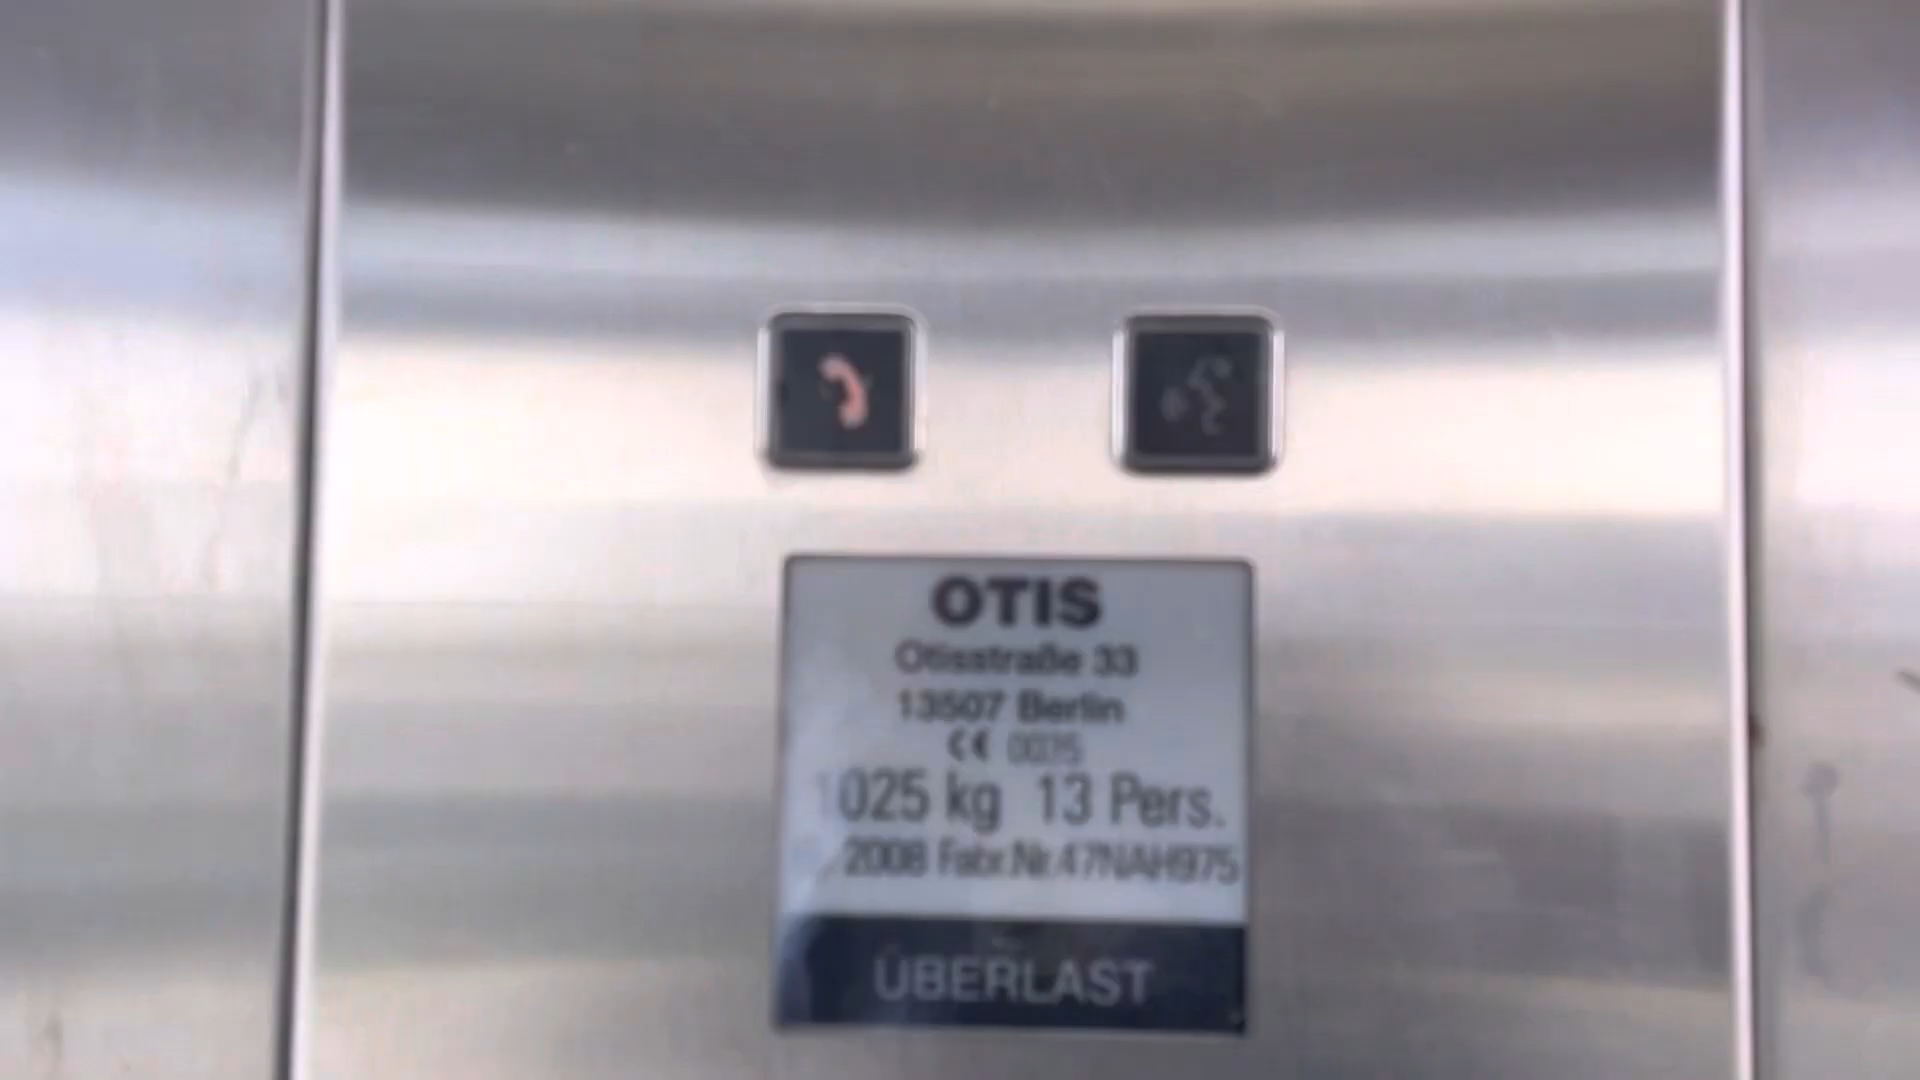 OTIS
Otisstraße 33
13507 Berlin
CE 0035
1025 kg 13 Pers.
2008 Fabr.Nr.47NAH975
ÜBERLAST